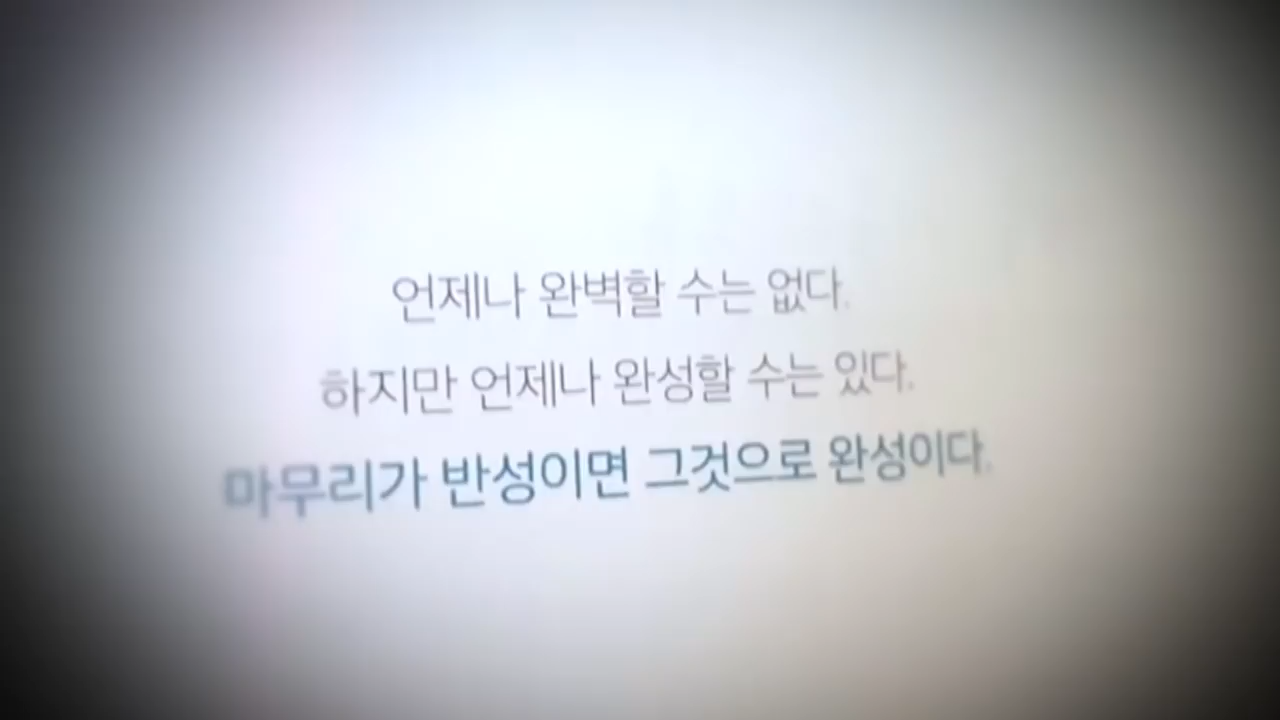 언제나 완벽할 수는 없다.
하지만 언제나 완성할 수는 있다.
마무리가 반성이면 그것으로 완성이다.